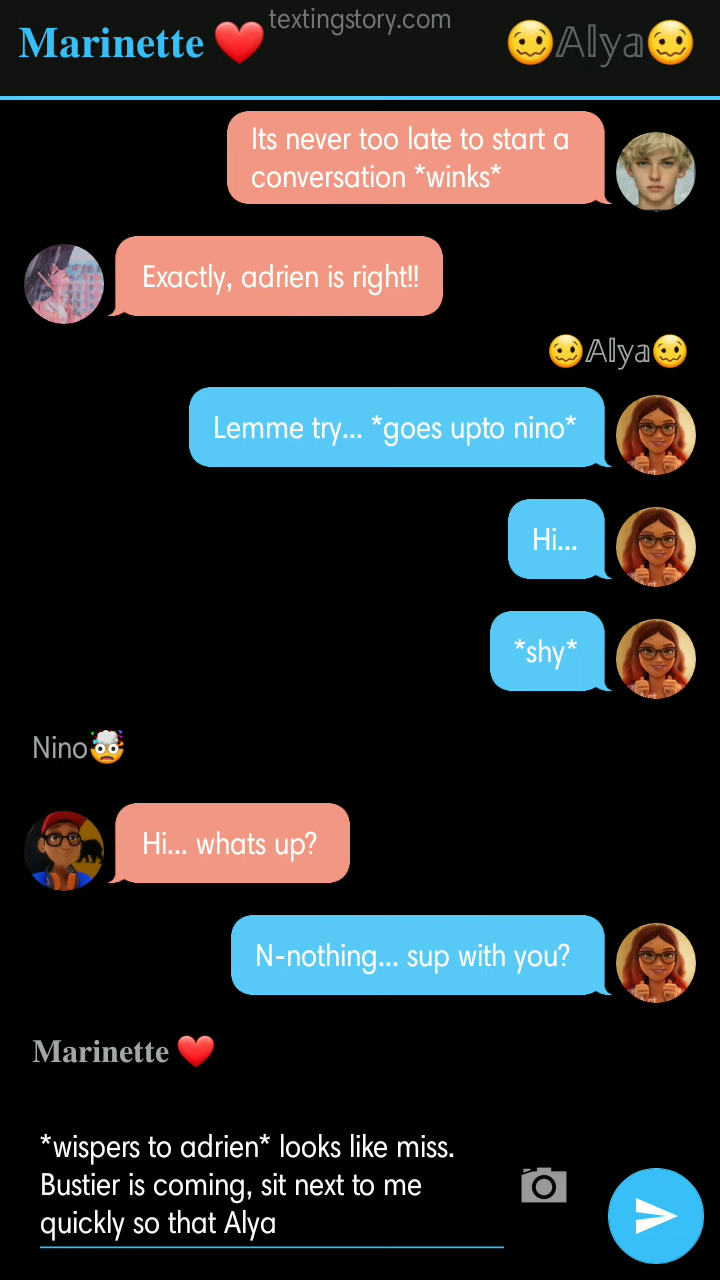 textingstory.com
Marinette ❤️
🥴𝔸𝕝𝕪𝕒🥴
Its never too late to start a
conversation *winks*
Exactly, adrien is right!!
🥴𝔸𝕝𝕪𝕒🥴
Lemme try... *goes upto nino*
Hi...
*shy*
Nino🤯
Hi... whats up?
N-nothing... sup with you?
Marinette ❤️
*wispers to adrien* looks like miss.
Bustier is coming, sit next to me
quickly so that Alya